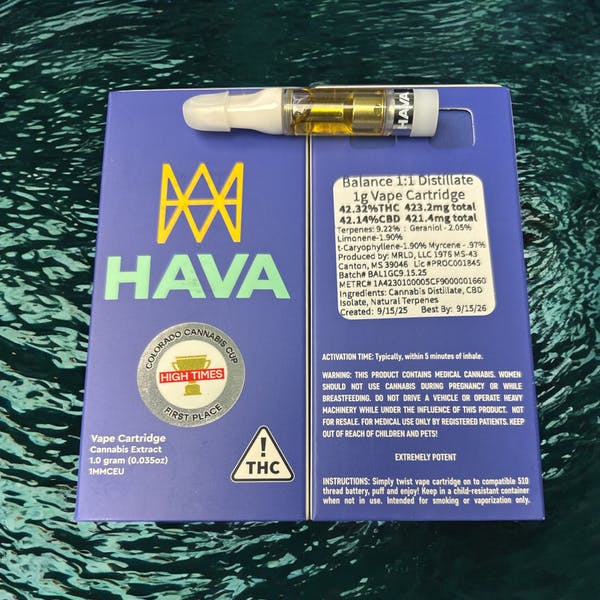 HAVA
HAVA
COLORADO CANNABIS CUP
HIGH TIMES
FIRST PLACE
Vape Cartridge
Cannabis Extract
1.0 gram (0.035oz)
1MMCEU
!
THC
Balance 1:1 Distillate
1g Vape Cartridge
42.32%THC 423.2mg total
42.14%CBD 421.4mg total
Terpenes: 9.22% : Geraniol - 2.05%
Limonene-1.90%
t-Caryophyllene-1.90% Myrcene - .97%
Produced by: MRLD, LLC 1976 MS-43
Canton, MS 39046 Lic #PROC001845
Batch# BAL1GC9.15.25
METRC# 1A4230100005CF9000001660
Ingredients: Cannabis Distillate, CBD
Isolate, Natural Terpenes
Created: 9/15/25 Best By: 9/15/26
ACTIVATION TIME: Typically, within 5 minutes of inhale.
WARNING: THIS PRODUCT CONTAINS MEDICAL CANNABIS. WOMEN
SHOULD NOT USE CANNABIS DURING PREGNANCY OR WHILE
BREASTFEEDING. DO NOT DRIVE A VEHICLE OR OPERATE HEAVY
MACHINERY WHILE UNDER THE INFLUENCE OF THIS PRODUCT. NOT
FOR RESALE. FOR MEDICAL USE ONLY BY REGISTERED PATIENTS. KEEP
OUT OF REACH OF CHILDREN AND PETS!
EXTREMELY POTENT
INSTRUCTIONS: Simply twist vape cartridge on to compatible 510
thread battery, puff and enjoy! Keep in a child-resistant container
when not in use. Intended for smoking or vaporization only.